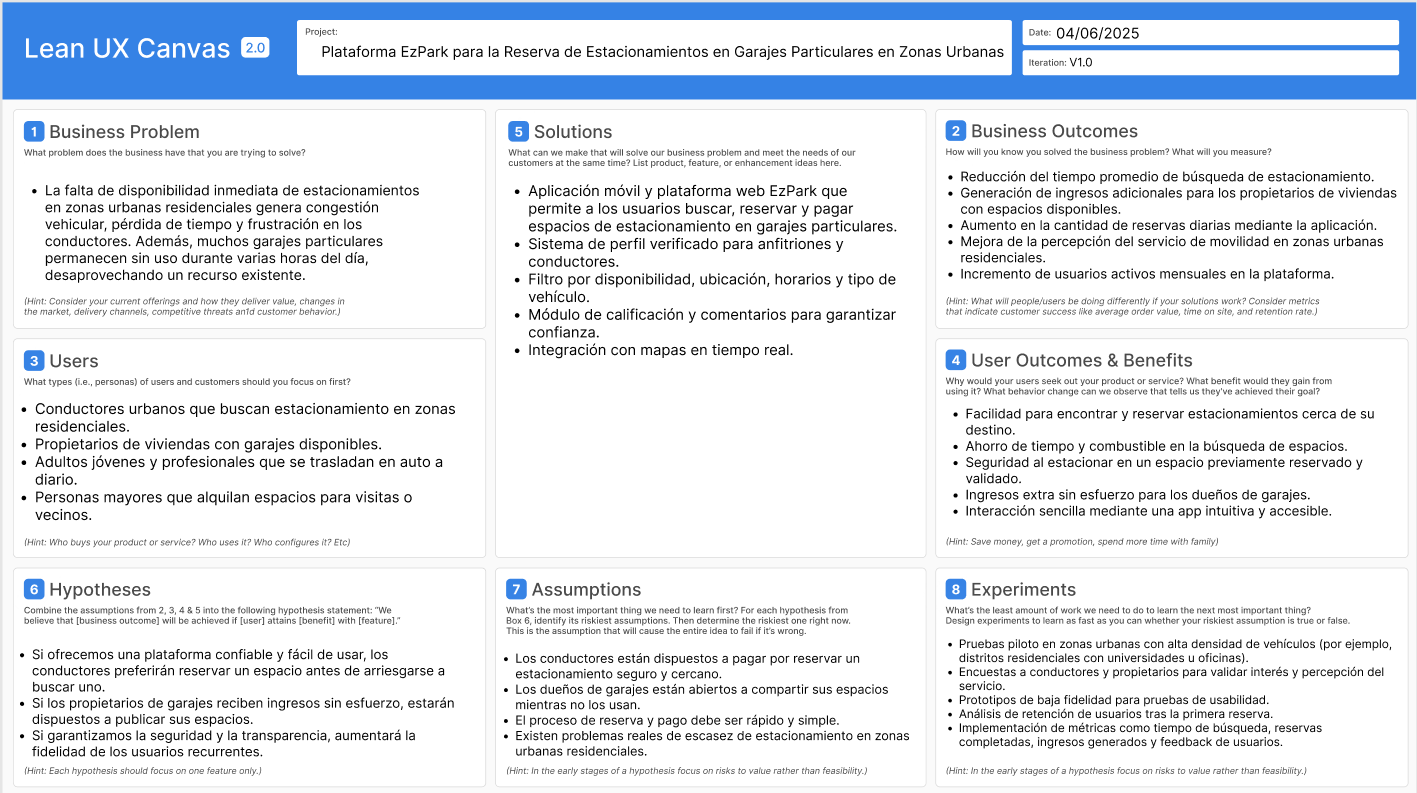 Lean UX Canvas 2.0
Project:
Plataforma EzPark para la Reserva de Estacionamientos en Garajes Particulares en Zonas Urbanas
Date: 04/06/2025
Iteration: V1.0
1 Business Problem
What problem does the business have that you are trying to solve?
• La falta de disponibilidad inmediata de estacionamientos
en zonas urbanas residenciales genera congestión
vehicular, pérdida de tiempo y frustración en los
conductores. Además, muchos garajes particulares
permanecen sin uso durante varias horas del día,
desaprovechando un recurso existente.
(Hint: Consider your current offerings and how they deliver value, changes in
the market, delivery channels, competitive threats an1d customer behavior.)
5 Solutions
What can we make that will solve our business problem and meet the needs of our
customers at the same time? List product, feature, or enhancement ideas here.
• Aplicación móvil y plataforma web EzPark que
permite a los usuarios buscar, reservar y pagar
espacios de estacionamiento en garajes particulares.
• Sistema de perfil verificado para anfitriones y
conductores.
• Filtro por disponibilidad, ubicación, horarios y tipo de
vehículo.
• Módulo de calificación y comentarios para garantizar
confianza.
• Integración con mapas en tiempo real.
2 Business Outcomes
How will you know you solved the business problem? What will you measure?
• Reducción del tiempo promedio de búsqueda de estacionamiento.
• Generación de ingresos adicionales para los propietarios de viviendas
con espacios disponibles.
• Aumento en la cantidad de reservas diarias mediante la aplicación.
• Mejora de la percepción del servicio de movilidad en zonas urbanas
residenciales.
• Incremento de usuarios activos mensuales en la plataforma.
(Hint: What will people/users be doing differently if your solutions work? Consider metrics
that indicate customer success like average order value, time on site, and retention rate.)
3 Users
What types (i.e., personas) of users and customers should you focus on first?
• Conductores urbanos que buscan estacionamiento en zonas
residenciales.
• Propietarios de viviendas con garajes disponibles.
• Adultos jóvenes y profesionales que se trasladan en auto a
diario.
• Personas mayores que alquilan espacios para visitas o
vecinos.
(Hint: Who buys your product or service? Who uses it? Who configures it? Etc)
4 User Outcomes & Benefits
Why would your users seek out your product or service? What benefit would they gain from
using it? What behavior change can we observe that tells us they've achieved their goal?
• Facilidad para encontrar y reservar estacionamientos cerca de su
destino.
• Ahorro de tiempo y combustible en la búsqueda de espacios.
• Seguridad al estacionar en un espacio previamente reservado y
validado.
• Ingresos extra sin esfuerzo para los dueños de garajes.
• Interacción sencilla mediante una app intuitiva y accesible.
(Hint: Save money, get a promotion, spend more time with family)
6 Hypotheses
Combine the assumptions from 2, 3, 4 & 5 into the following hypothesis statement: "We
believe that [business outcome] will be achieved if [user] attains [benefit] with [feature]."
• Si ofrecemos una plataforma confiable y fácil de usar, los
conductores preferirán reservar un espacio antes de arriesgarse a
buscar uno.
• Si los propietarios de garajes reciben ingresos sin esfuerzo, estarán
dispuestos a publicar sus espacios.
• Si garantizamos la seguridad y la transparencia, aumentará la
fidelidad de los usuarios recurrentes.
(Hint: Each hypothesis should focus on one feature only.)
7 Assumptions
What's the most important thing we need to learn first? For each hypothesis from
Box 6, identify its riskiest assumptions. Then determine the riskiest one right now.
This is the assumption that will cause the entire idea to fail if it's wrong.
• Los conductores están dispuestos a pagar por reservar un
estacionamiento seguro y cercano.
• Los dueños de garajes están abiertos a compartir sus espacios
mientras no los usan.
• El proceso de reserva y pago debe ser rápido y simple.
• Existen problemas reales de escasez de estacionamiento en zonas
urbanas residenciales.
(Hint: In the early stages of a hypothesis focus on risks to value rather than feasibility.)
8 Experiments
What's the least amount of work we need to do to learn the next most important thing?
Design experiments to learn as fast as you can whether your riskiest assumption is true or false.
• Pruebas piloto en zonas urbanas con alta densidad de vehículos (por ejemplo,
distritos residenciales con universidades u oficinas).
• Encuestas a conductores y propietarios para validar interés y percepción del
servicio.
• Prototipos de baja fidelidad para pruebas de usabilidad.
• Análisis de retención de usuarios tras la primera reserva.
• Implementación de métricas como tiempo de búsqueda, reservas
completadas, ingresos generados y feedback de usuarios.
(Hint: In the early stages of a hypothesis focus on risks to value rather than feasibility.)